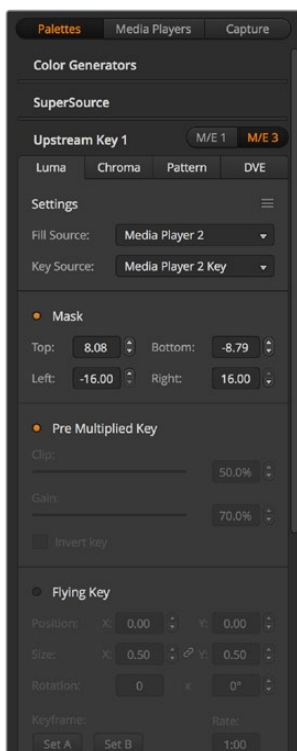 Palettes Media Players Capture
Color Generators
SuperSource
Upstream Key 1 M/E 1 M/E 3
Luma Chroma Pattern DVE
Settings
Fill Source: Media Player 2
Key Source: Media Player 2 Key
Mask
Top: 8.08 Bottom: -8.79
Left: -16.00 Right: 16.00
Pre Multiplied Key
Clip:
50.0%
Gain:
70.0%
Invert key
Flying Key
Position: X: 0.00 Y: 0.00
Size: X: 0.50 Y: 0.50
Rotation: 0 x 0°
Keyframe: Rate:
Set A Set B 1:00